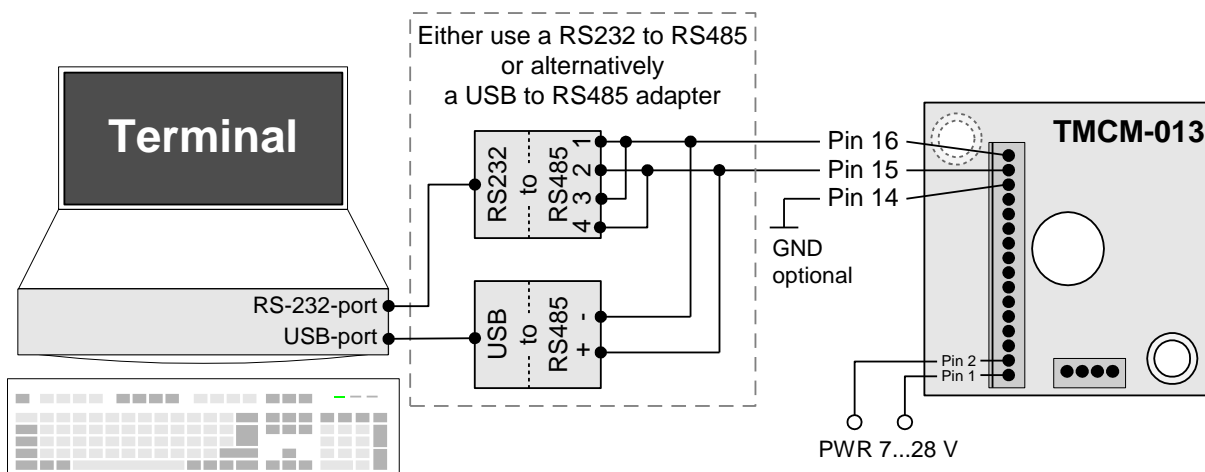 Either use a RS232 to RS485
or alternatively
a USB to RS485 adapter
Terminal
RS-232-port
USB-port
RS232
to
RS485
1
2
3
4
USB
to
RS485
-
+
Pin 16
Pin 15
Pin 14
GND
optional
TMCM-013
Pin 2
Pin 1
PWR 7...28 V